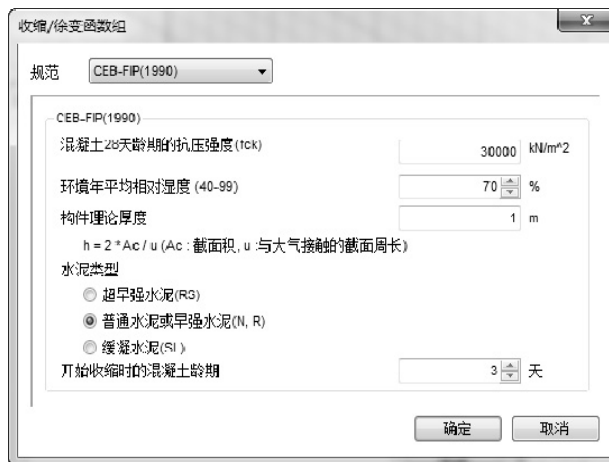 收缩/徐变函数组
规范 CEB-FIP(1990)
CEB-FIP(1990)
混凝土28天龄期的抗压强度(fck) 30000 kN/m^2
环境年平均相对湿度 (40-99) 70 %
构件理论厚度 1 m
h = 2 * Ac / u (Ac : 截面积, u : 与大气接触的截面周长)
水泥类型
超早强水泥(RS)
普通水泥或早强水泥(N, R)
缓凝水泥(SL)
开始收缩时的混凝土龄期 3 天
确定 取消